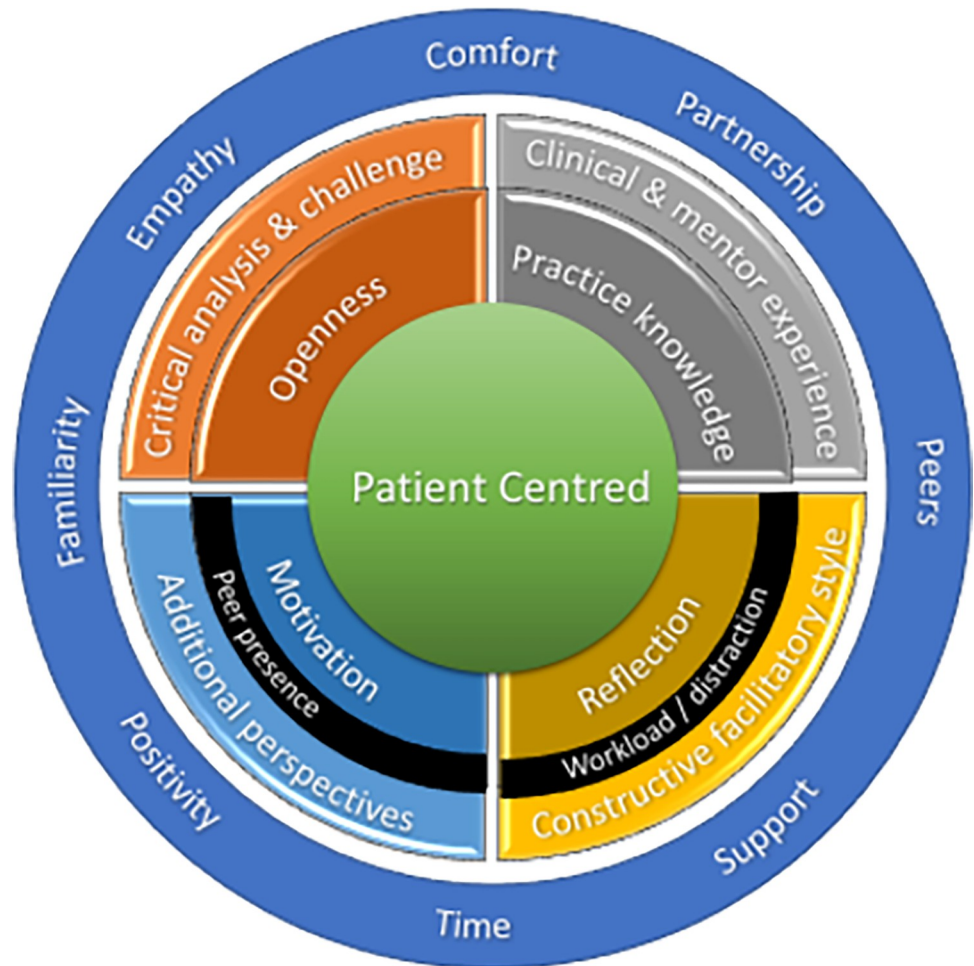 Comfort
Partnership
Peers
Support
Time
Positivity
Familiarity
Empathy
Critical analysis & challenge
Openness
Clinical & mentor experience
Practice knowledge
Patient Centred
Motivation
Peer presence
Additional perspectives
Reflection
Workload / distraction
Constructive facilitatory style